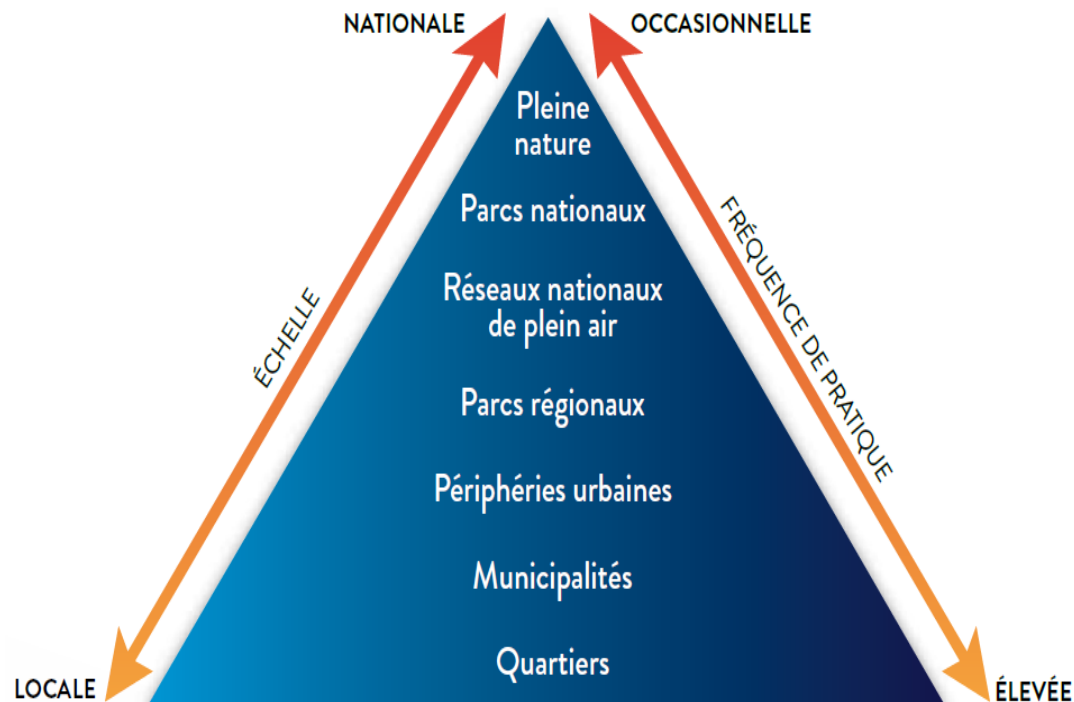 NATIONALE
OCCASIONNELLE
Pleine
nature
Parcs nationaux
Réseaux nationaux
de plein air
Parcs régionaux
Périphéries urbaines
Municipalités
Quartiers
ÉCHELLE
FRÉQUENCE DE PRATIQUE
LOCALE
ÉLEVÉE